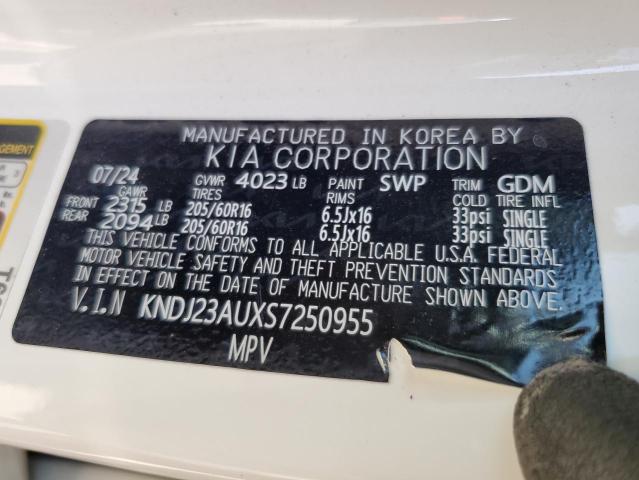 MANUFACTURED IN KOREA BY
KIA CORPORATION
07/24 GVWR 4023 LB PAINT SWP TRIM GDM
GAWR TIRES RIMS COLD TIRE INFL
FRONT 2315 LB 205/60R16 6.5Jx16 33psi SINGLE
REAR 2094 LB 205/60R16 6.5Jx16 33psi SINGLE
THIS VEHICLE CONFORMS TO ALL APPLICABLE U.S.A. FEDERAL
MOTOR VEHICLE SAFETY AND THEFT PREVENTION STANDARDS
IN EFFECT ON THE DATE OF MANUFACTURE SHOWN ABOVE.
V.I.N KNDJ23AUXS7250955
MPV